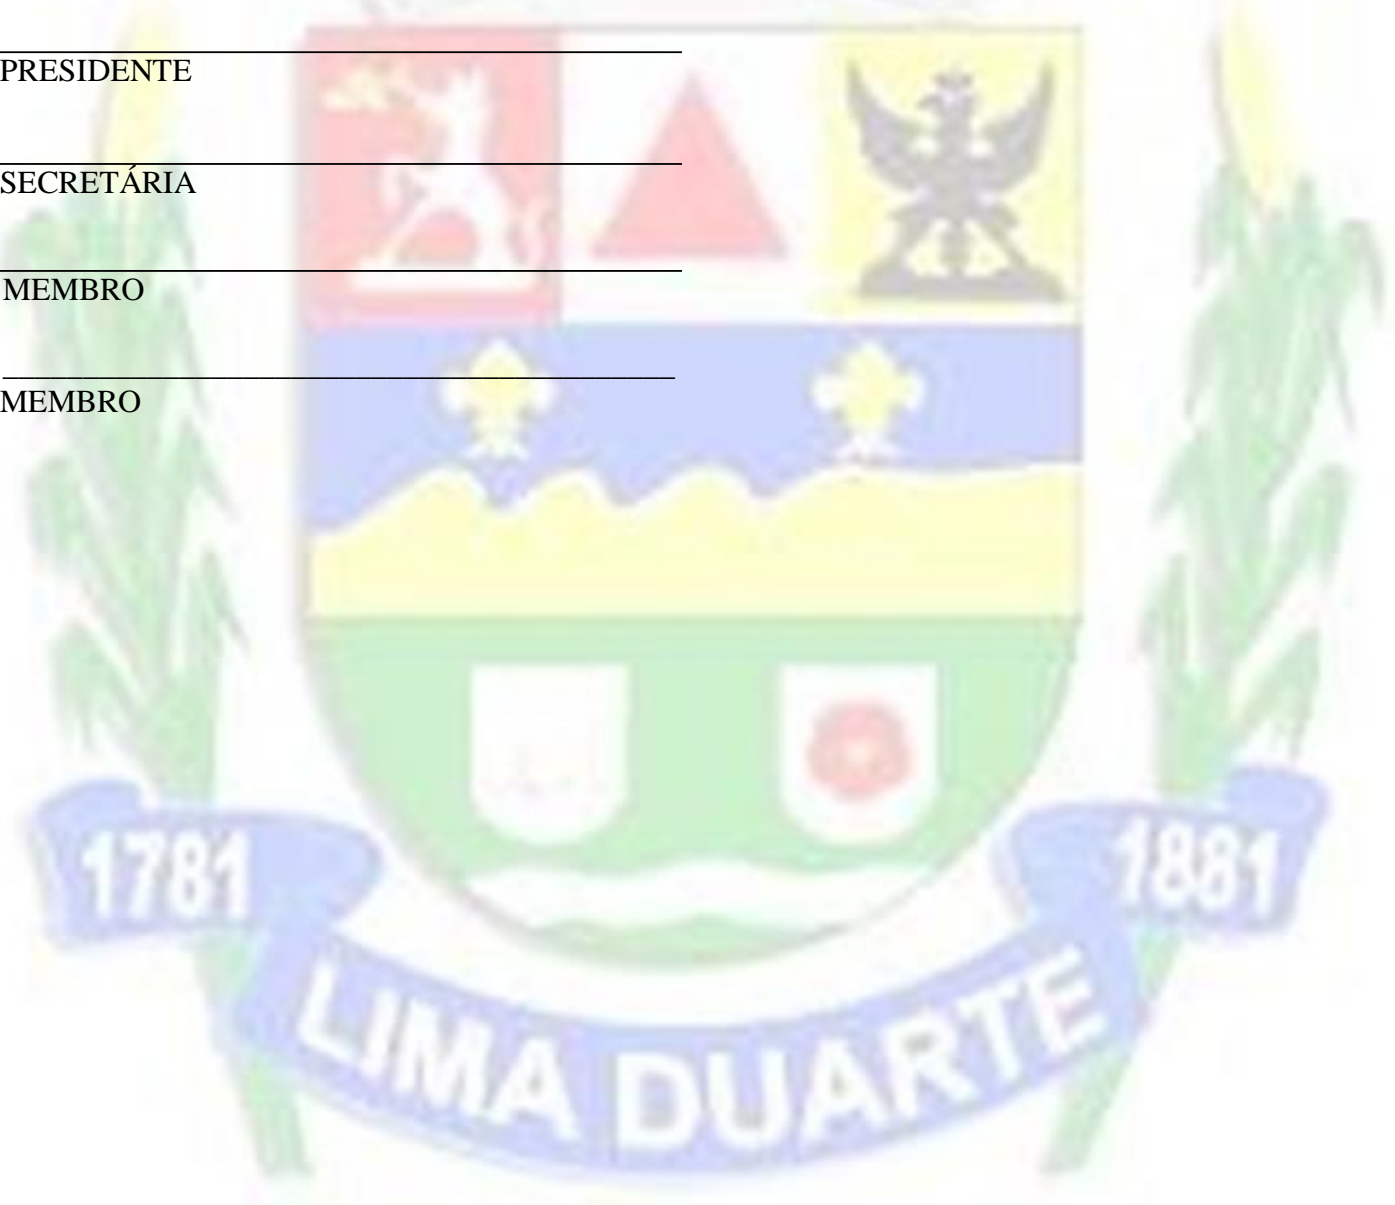 PRESIDENTE
SECRETÁRIA
MEMBRO
MEMBRO
1781
1881
LIMA DUARTE